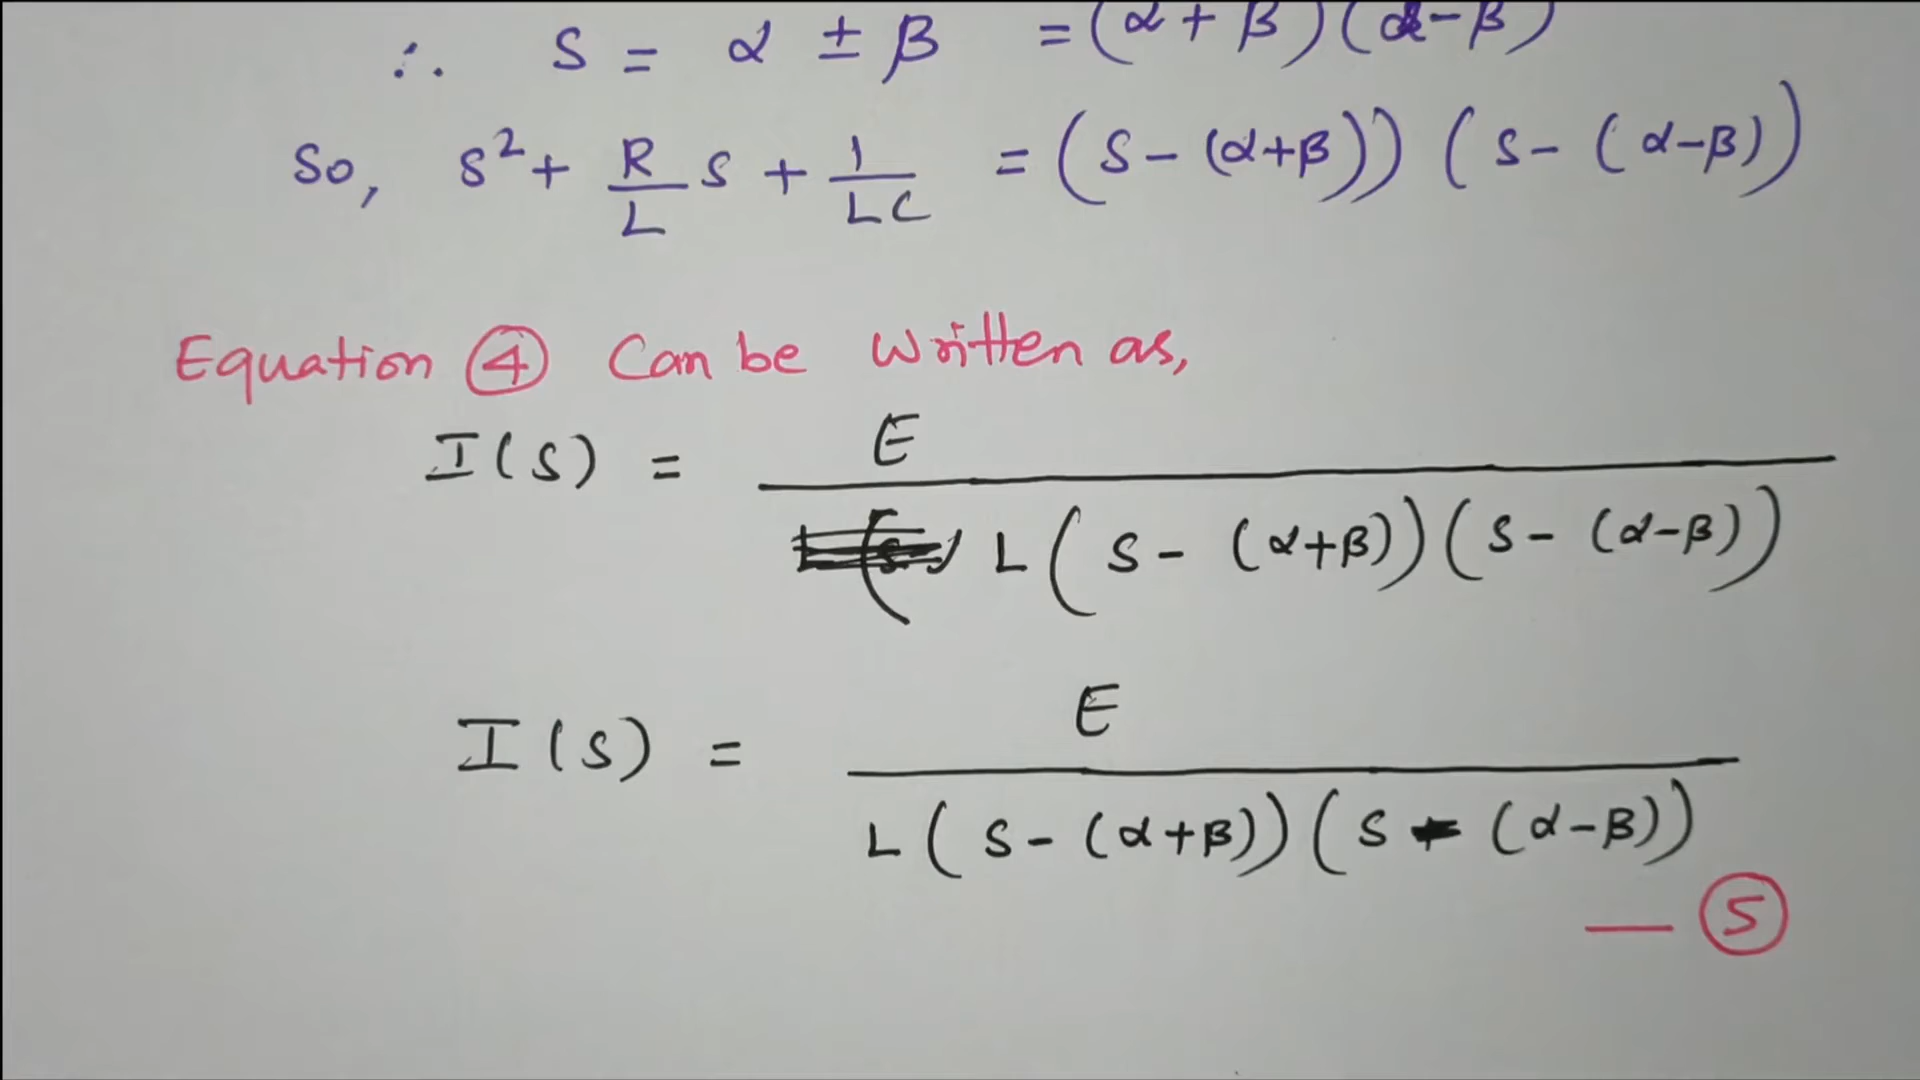 ∴ S = α ± β = (α + β)(α - β)
So, S² + R/L S + 1/LC = (S - (α+β)) (S - (α-β))
Equation ④ Can be Written as,
I(S) = E / L(S - (α+β))(S - (α-β))
I(S) = E / L(S - (α+β))(S - (α-β))
— ⑤